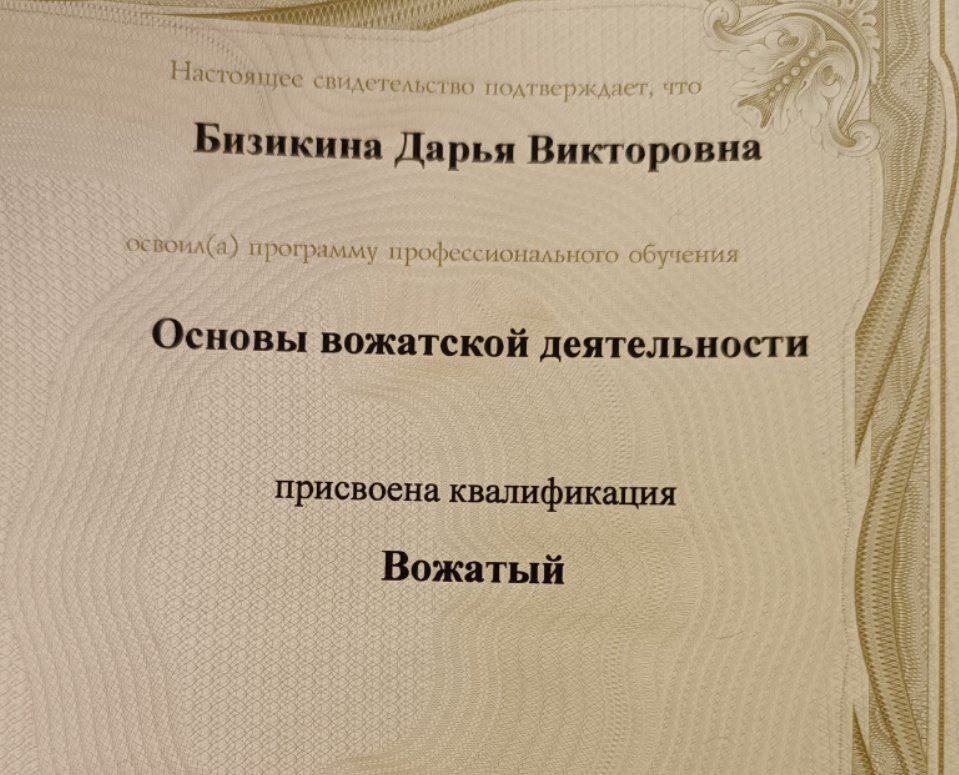 Настоящее свидетельство подтверждает, что
Бизикина Дарья Викторовна
освоил(а) программу профессионального обучения
Основы вожатской деятельности
присвоена квалификация
Вожатый